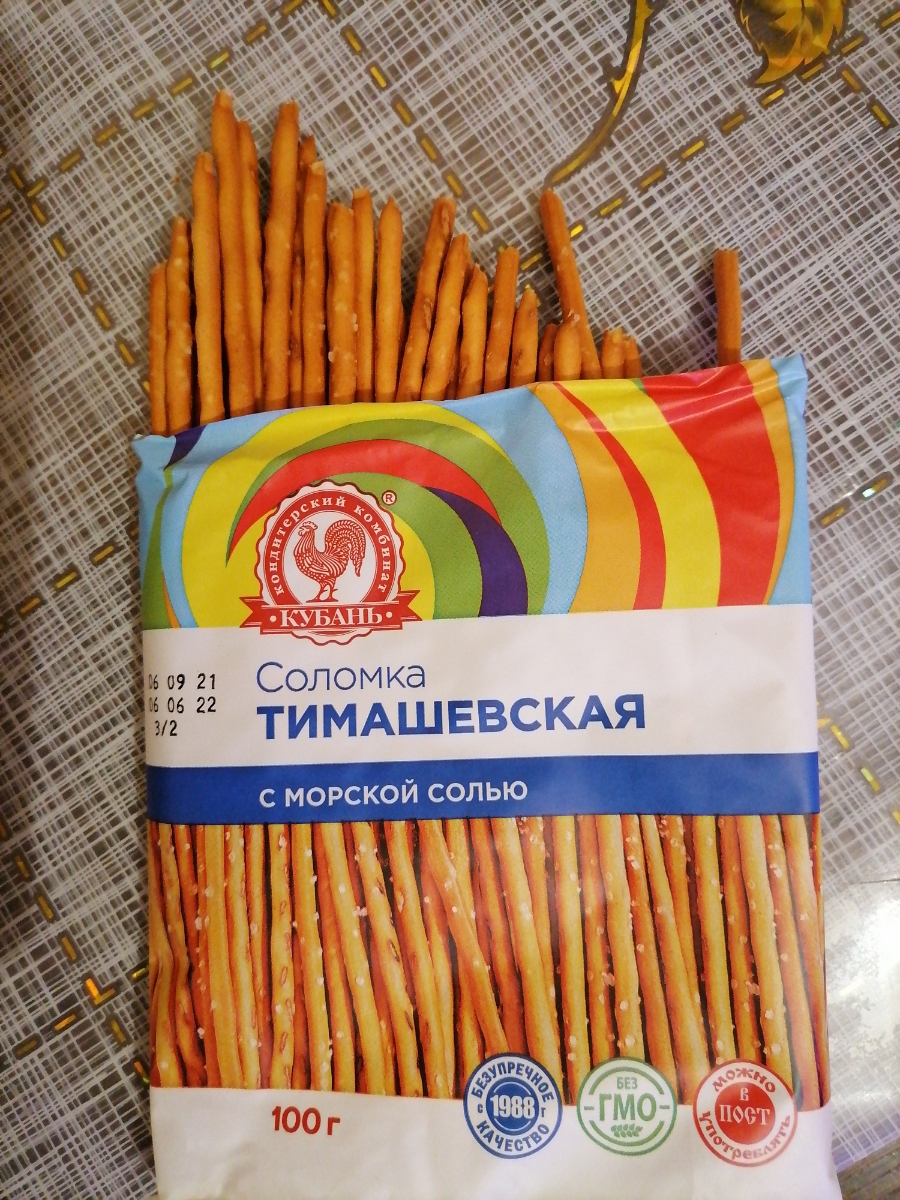 КОНДИТЕРСКИЙ КОМБИНАТ ®
• КУБАНЬ •
06 09 21
06 06 22
3/2
Соломка
ТИМАШЕВСКАЯ
С МОРСКОЙ СОЛЬЮ
100 г
БЕЗУПРЕЧНОЕ
с 1988 г
КАЧЕСТВО
БЕЗ
-ГМО-
МОЖНО
В
ПОСТ
УПОТРЕБЛЯТЬ